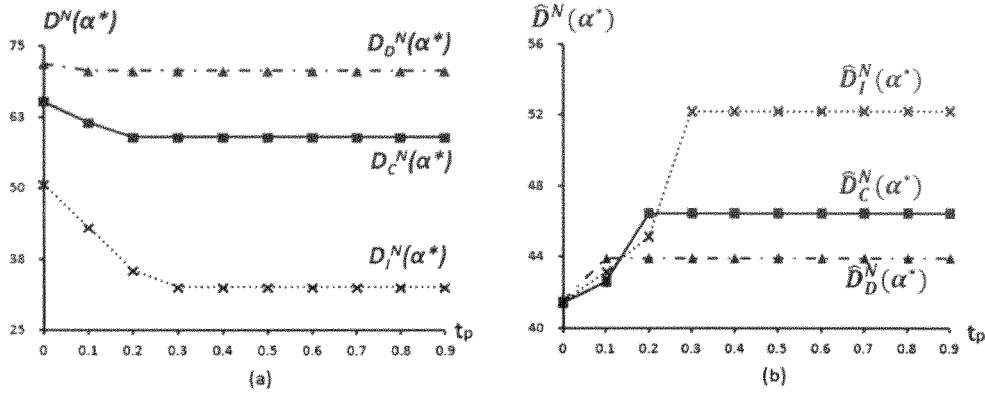 D^N(α*)
75
63
50
38
25
D_D^N(α*)
D_C^N(α*)
D_I^N(α*)
0 0.1 0.2 0.3 0.4 0.5 0.6 0.7 0.8 0.9
t_p
(a)
D̂^N(α*)
56
52
48
44
40
D̂_I^N(α*)
D̂_C^N(α*)
D̂_D^N(α*)
0 0.1 0.2 0.3 0.4 0.5 0.6 0.7 0.8 0.9
t_p
(b)